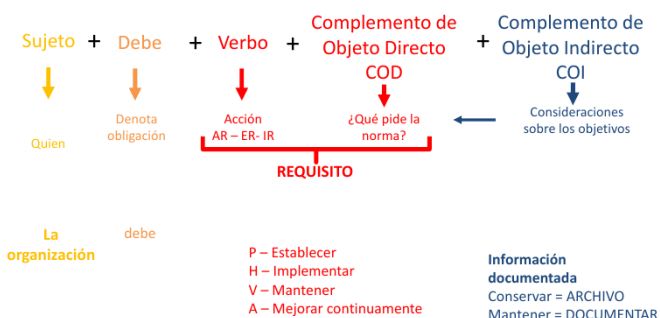 Sujeto + Debe + Verbo + Complemento de Objeto Directo COD + Complemento de Objeto Indirecto COI
Quien
Denota
obligación
Acción
AR – ER- IR
¿Qué pide la
norma?
Consideraciones
sobre los objetivos
REQUISITO
La
organización
debe
P – Establecer
H – Implementar
V – Mantener
A – Mejorar continuamente
Información
documentada
Conservar = ARCHIVO
Mantener = DOCUMENTAR